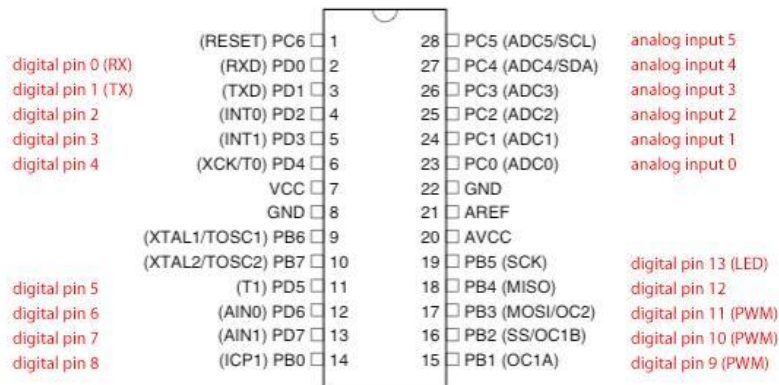 (RESET) PC6 1 28 PC5 (ADC5/SCL) analog input 5
digital pin 0 (RX) (RXD) PD0 2 27 PC4 (ADC4/SDA) analog input 4
digital pin 1 (TX) (TXD) PD1 3 26 PC3 (ADC3) analog input 3
digital pin 2 (INT0) PD2 4 25 PC2 (ADC2) analog input 2
digital pin 3 (INT1) PD3 5 24 PC1 (ADC1) analog input 1
digital pin 4 (XCK/T0) PD4 6 23 PC0 (ADC0) analog input 0
VCC 7 22 GND
GND 8 21 AREF
(XTAL1/TOSC1) PB6 9 20 AVCC
(XTAL2/TOSC2) PB7 10 19 PB5 (SCK) digital pin 13 (LED)
digital pin 5 (T1) PD5 11 18 PB4 (MISO) digital pin 12
digital pin 6 (AIN0) PD6 12 17 PB3 (MOSI/OC2) digital pin 11 (PWM)
digital pin 7 (AIN1) PD7 13 16 PB2 (SS/OC1B) digital pin 10 (PWM)
digital pin 8 (ICP1) PB0 14 15 PB1 (OC1A) digital pin 9 (PWM)